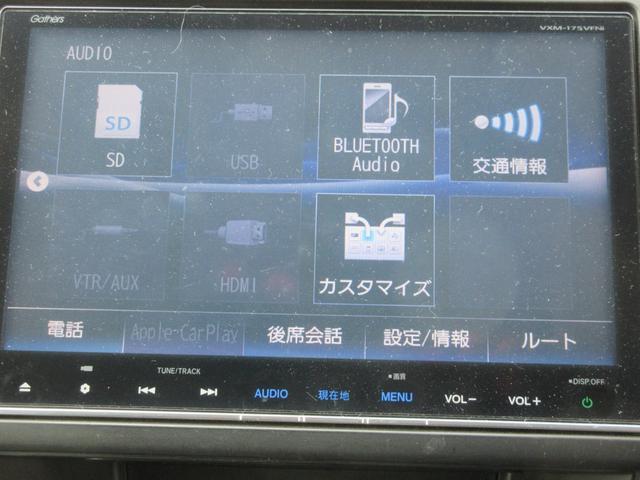 Gathers
VXM-175VFNi
AUDIO
SD
SD
USB
BLUETOOTH
Audio
交通情報
VTR/AUX
HDMI
カスタマイズ
電話
Apple CarPlay
後席会話
設定/情報
ルート
TUNE/TRACK
画質
DISP.OFF
AUDIO
現在地
MENU
VOL−
VOL+